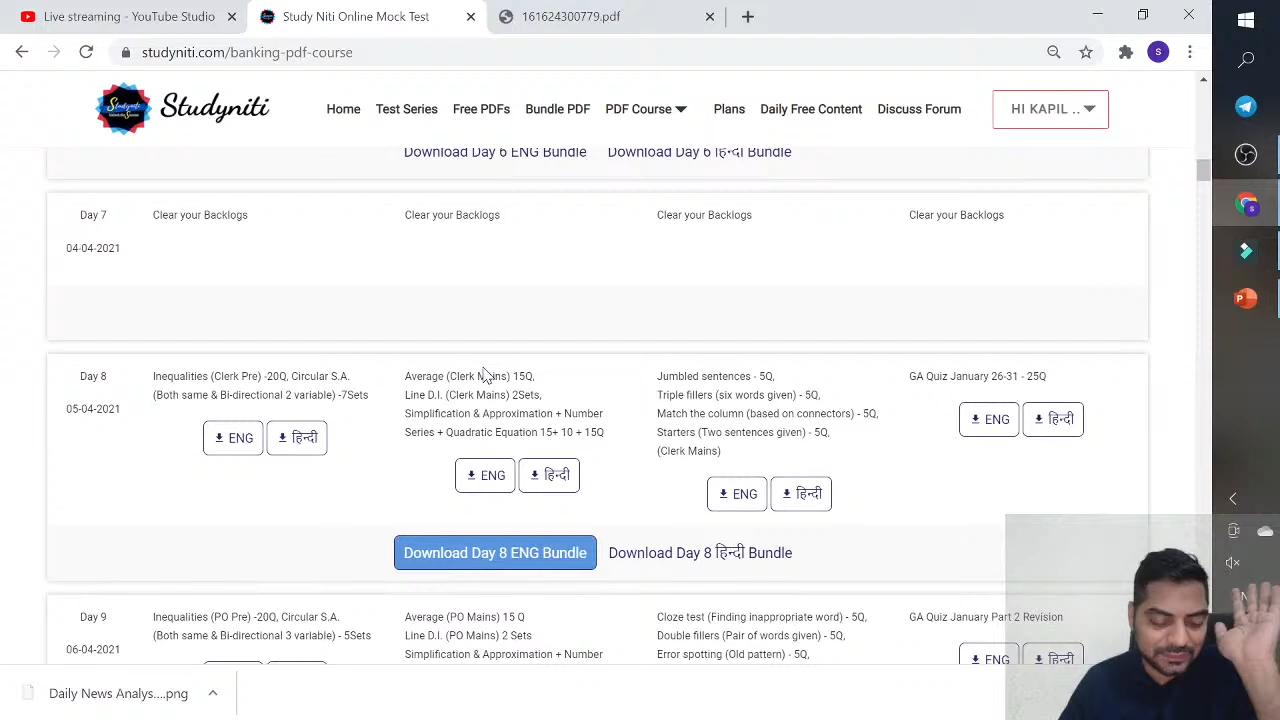 Live streaming - YouTube Studio
Study Niti Online Mock Test
161624300779.pdf
studyniti.com/banking-pdf-course
S
Studyniti
Studyniti
Home
Test Series
Free PDFs
Bundle PDF
PDF Course
Plans
Daily Free Content
Discuss Forum
HI KAPIL ..
Download Day 6 ENG Bundle
Download Day 6 हिन्दी Bundle
Day 7
04-04-2021
Clear your Backlogs
Clear your Backlogs
Clear your Backlogs
Clear your Backlogs
Day 8
05-04-2021
Inequalities (Clerk Pre) -20Q, Circular S.A.
(Both same & Bi-directional 2 variable) -7Sets
ENG
हिन्दी
Average (Clerk Mains) 15Q,
Line D.I. (Clerk Mains) 2Sets,
Simplification & Approximation + Number
Series + Quadratic Equation 15+ 10 + 15Q
ENG
हिन्दी
Jumbled sentences - 5Q,
Triple fillers (six words given) - 5Q,
Match the column (based on connectors) - 5Q,
Starters (Two sentences given) - 5Q,
(Clerk Mains)
ENG
हिन्दी
GA Quiz January 26-31 - 25Q
ENG
हिन्दी
Download Day 8 ENG Bundle
Download Day 8 हिन्दी Bundle
Day 9
06-04-2021
Inequalities (PO Pre) -20Q, Circular S.A.
(Both same & Bi-directional 3 variable) - 5Sets
Average (PO Mains) 15 Q
Line D.I. (PO Mains) 2 Sets
Simplification & Approximation + Number
Cloze test (Finding inappropriate word) - 5Q,
Double fillers (Pair of words given) - 5Q,
Error spotting (Old pattern) - 5Q,
GA Quiz January Part 2 Revision
ENG
हिन्दी
Daily News Analys....png